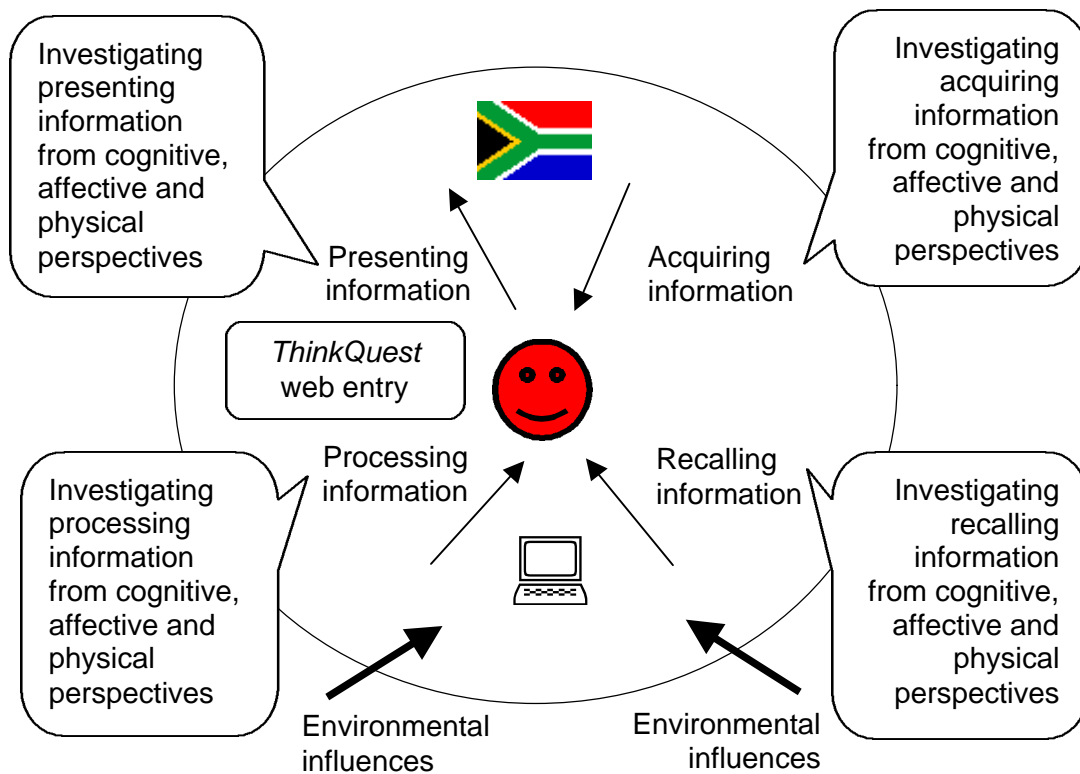 Investigating
presenting
information
from cognitive,
affective and
physical
perspectives
Investigating
acquiring
information
from cognitive,
affective and
physical
perspectives
Presenting
information
Acquiring
information
ThinkQuest
web entry
Processing
information
Recalling
information
Investigating
processing
information
from cognitive,
affective and
physical
perspectives
Investigating
recalling
information
from cognitive,
affective and
physical
perspectives
Environmental
influences
Environmental
influences